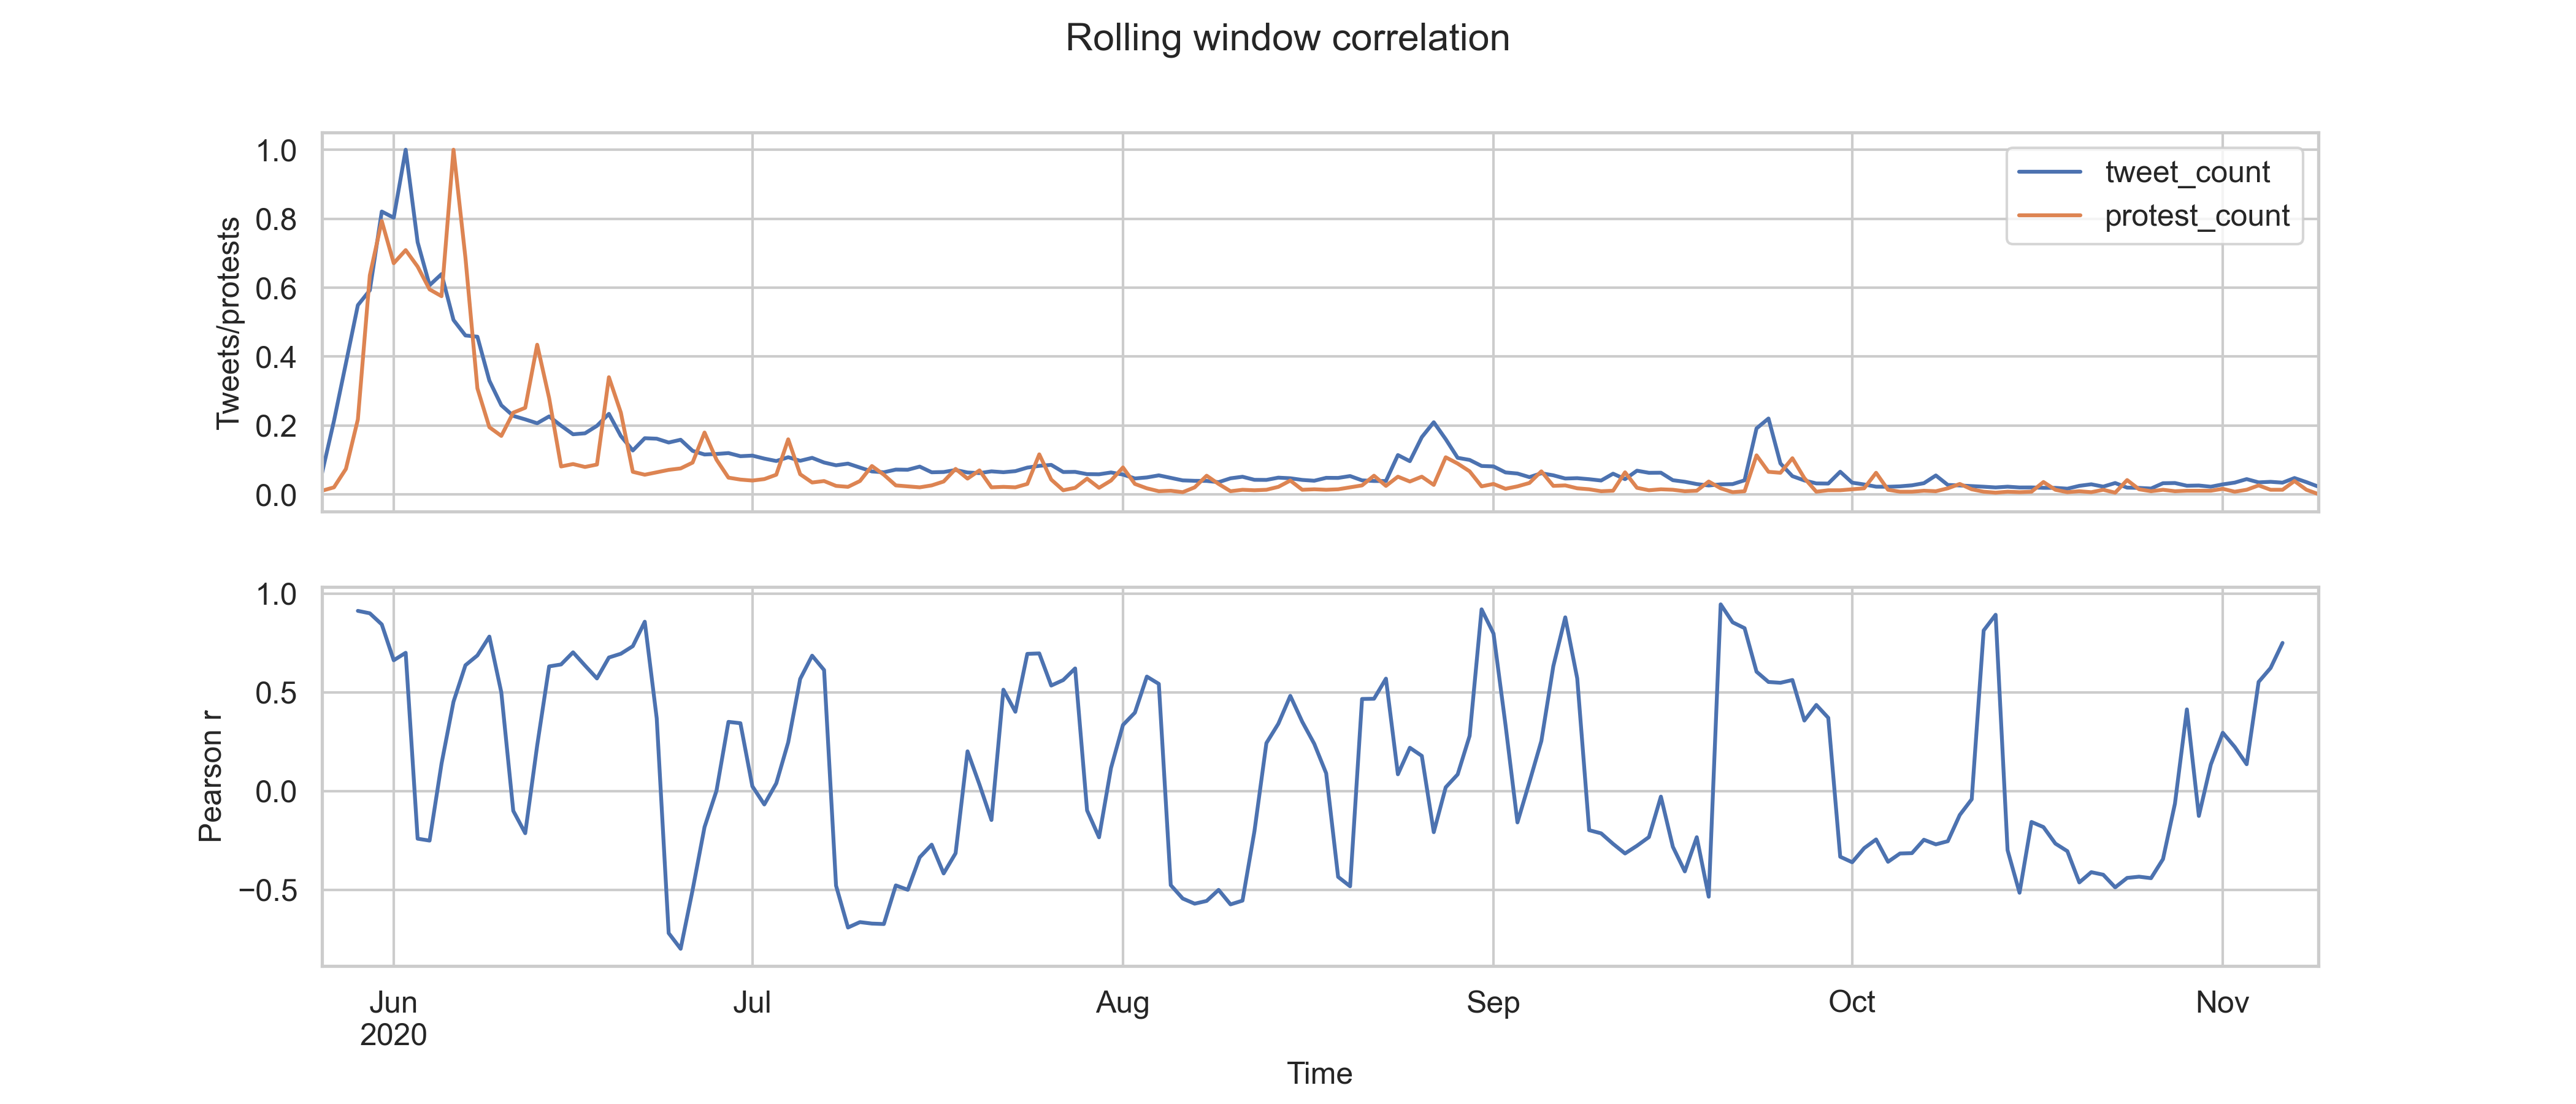 Rolling window correlation
1.0
0.8
0.6
0.4
0.2
0.0
Tweets/protests
tweet_count
protest_count
1.0
0.5
0.0
−0.5
Pearson r
Jun
2020
Jul
Aug
Sep
Oct
Nov
Time